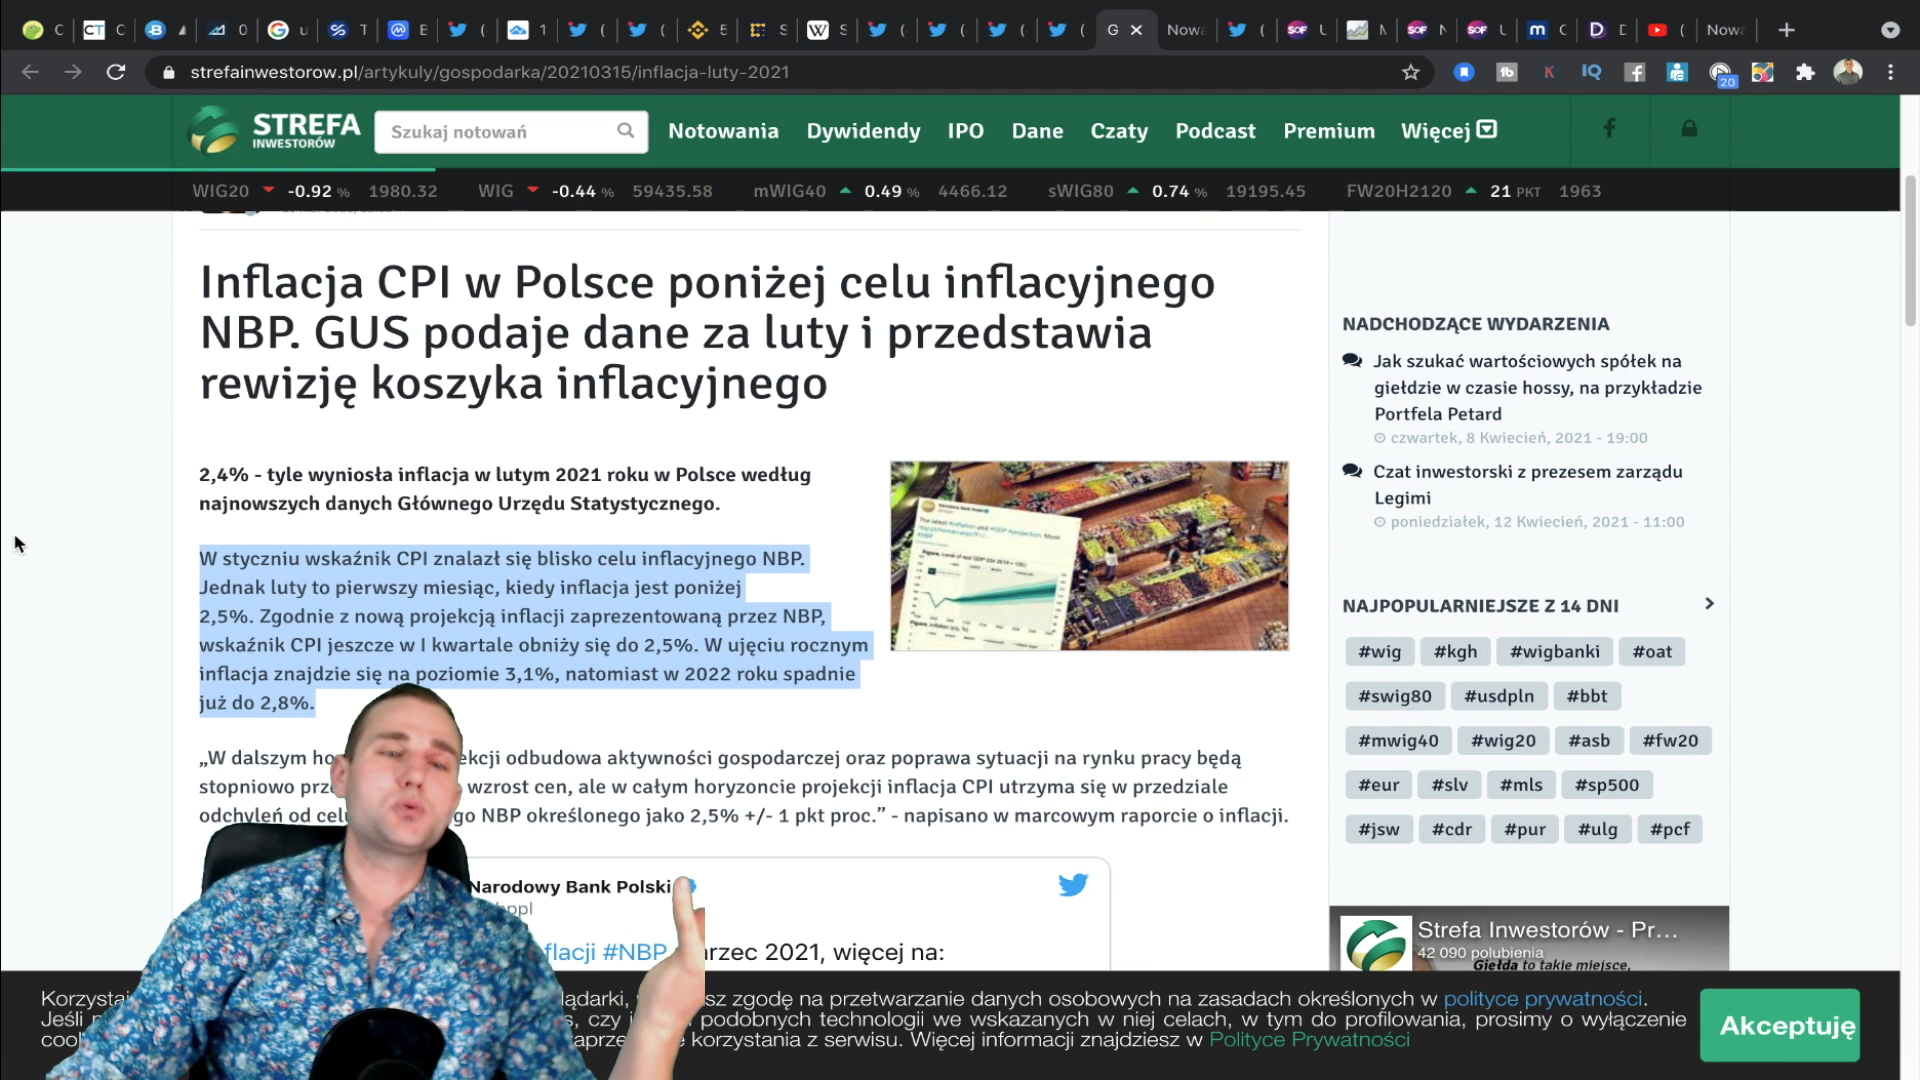 strefainwestorow.pl/artykuly/gospodarka/20210315/inflacja-luty-2021
IQ
20
STREFA
INWESTORÓW
Szukaj notowań
Notowania Dywidendy IPO Dane Czaty Podcast Premium Więcej
WIG20 -0.92 % 1980.32 WIG -0.44 % 59435.58 mWIG40 0.49 % 4466.12 sWIG80 0.74 % 19195.45 FW20H2120 21 PKT 1963
Inflacja CPI w Polsce poniżej celu inflacyjnego
NBP. GUS podaje dane za luty i przedstawia
rewizję koszyka inflacyjnego
2,4% - tyle wyniosła inflacja w lutym 2021 roku w Polsce według
najnowszych danych Głównego Urzędu Statystycznego.
W styczniu wskaźnik CPI znalazł się blisko celu inflacyjnego NBP.
Jednak luty to pierwszy miesiąc, kiedy inflacja jest poniżej
2,5%. Zgodnie z nową projekcją inflacji zaprezentowaną przez NBP,
wskaźnik CPI jeszcze w I kwartale obniży się do 2,5%. W ujęciu rocznym
inflacja znajdzie się na poziomie 3,1%, natomiast w 2022 roku spadnie
już do 2,8%.
„W dalszym ho ekcji odbudowa aktywności gospodarczej oraz poprawa sytuacji na rynku pracy będą
stopniowo prz wzrost cen, ale w całym horyzoncie projekcji inflacja CPI utrzyma się w przedziale
odchyleń od cel go NBP określonego jako 2,5% +/- 1 pkt proc.” - napisano w marcowym raporcie o inflacji.
Narodowy Bank Polski
flacji #NBP arzec 2021, więcej na:
NADCHODZĄCE WYDARZENIA
Jak szukać wartościowych spółek na
giełdzie w czasie hossy, na przykładzie
Portfela Petard
czwartek, 8 Kwiecień, 2021 - 19:00
Czat inwestorski z prezesem zarządu
Legimi
poniedziałek, 12 Kwiecień, 2021 - 11:00
NAJPOPULARNIEJSZE Z 14 DNI
#wig #kgh #wigbanki #oat
#swig80 #usdpln #bbt
#mwig40 #wig20 #asb #fw20
#eur #slv #mls #sp500
#jsw #cdr #pur #ulg #pcf
Strefa Inwestorów - Pr...
42 090 polubienia
Giełda to takie miejsce,
Korzysta ądarki, sz zgodę na przetwarzanie danych osobowych na zasadach określonych w polityce prywatności.
Jeśli s, czy podobnych technologii we wskazanych w niej celach, w tym do profilowania, prosimy o wyłączenie
cook aprze e korzystania z serwisu. Więcej informacji znajdziesz w Polityce Prywatności
Akceptuję